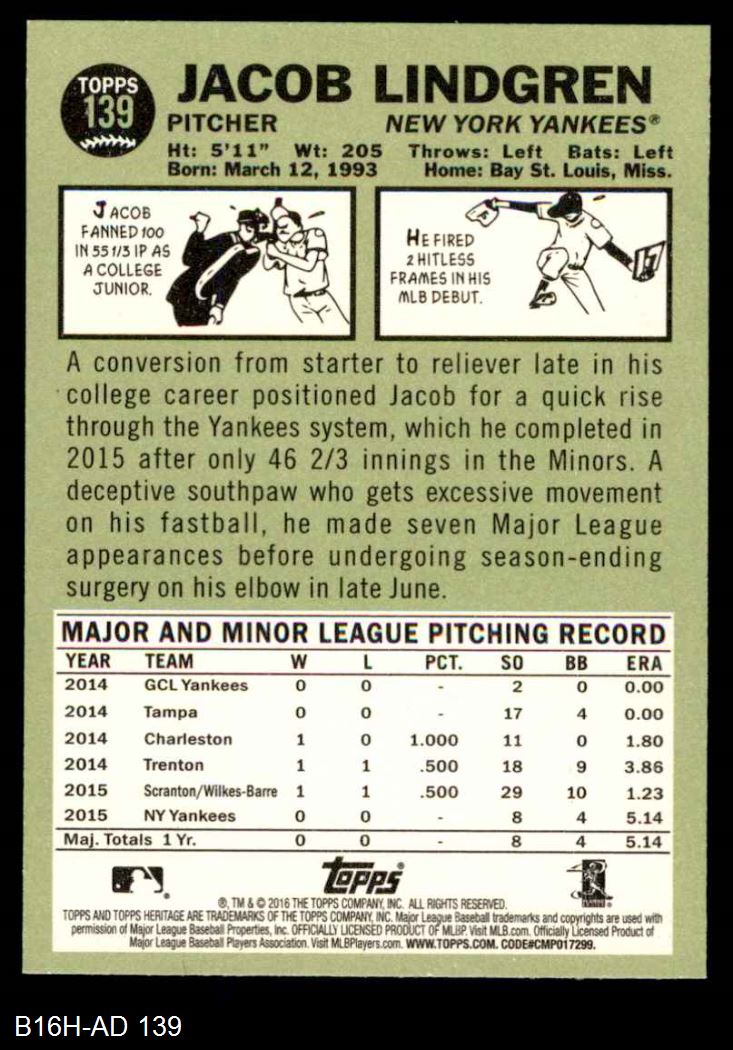 TOPPS
139
JACOB LINDGREN
PITCHER NEW YORK YANKEES®
Ht: 5'11" Wt: 205 Throws: Left Bats: Left
Born: March 12, 1993 Home: Bay St. Louis, Miss.
JACOB
FANNED 100
IN 55 1/3 IP AS
A COLLEGE
JUNIOR.
HE FIRED
2 HITLESS
FRAMES IN HIS
MLB DEBUT.
A conversion from starter to reliever late in his
college career positioned Jacob for a quick rise
through the Yankees system, which he completed in
2015 after only 46 2/3 innings in the Minors. A
deceptive southpaw who gets excessive movement
on his fastball, he made seven Major League
appearances before undergoing season-ending
surgery on his elbow in late June.
MAJOR AND MINOR LEAGUE PITCHING RECORD
YEAR TEAM W L PCT. SO BB ERA
2014 GCL Yankees 0 0 - 2 0 0.00
2014 Tampa 0 0 - 17 4 0.00
2014 Charleston 1 0 1.000 11 0 1.80
2014 Trenton 1 1 .500 18 9 3.86
2015 Scranton/Wilkes-Barre 1 1 .500 29 10 1.23
2015 NY Yankees 0 0 - 8 4 5.14
Maj. Totals 1 Yr. 0 0 - 8 4 5.14
Topps®
®, TM & © 2016 THE TOPPS COMPANY, INC. ALL RIGHTS RESERVED.
TOPPS AND TOPPS HERITAGE ARE TRADEMARKS OF THE TOPPS COMPANY, INC. Major League Baseball trademarks and copyrights are used with
permission of Major League Baseball Properties, Inc. OFFICIALLY LICENSED PRODUCT OF MLBP. Visit MLB.com. Officially Licensed Product of
Major League Baseball Players Association. Visit MLBPlayers.com. WWW.TOPPS.COM. CODE#CMP017299.
B16H-AD 139